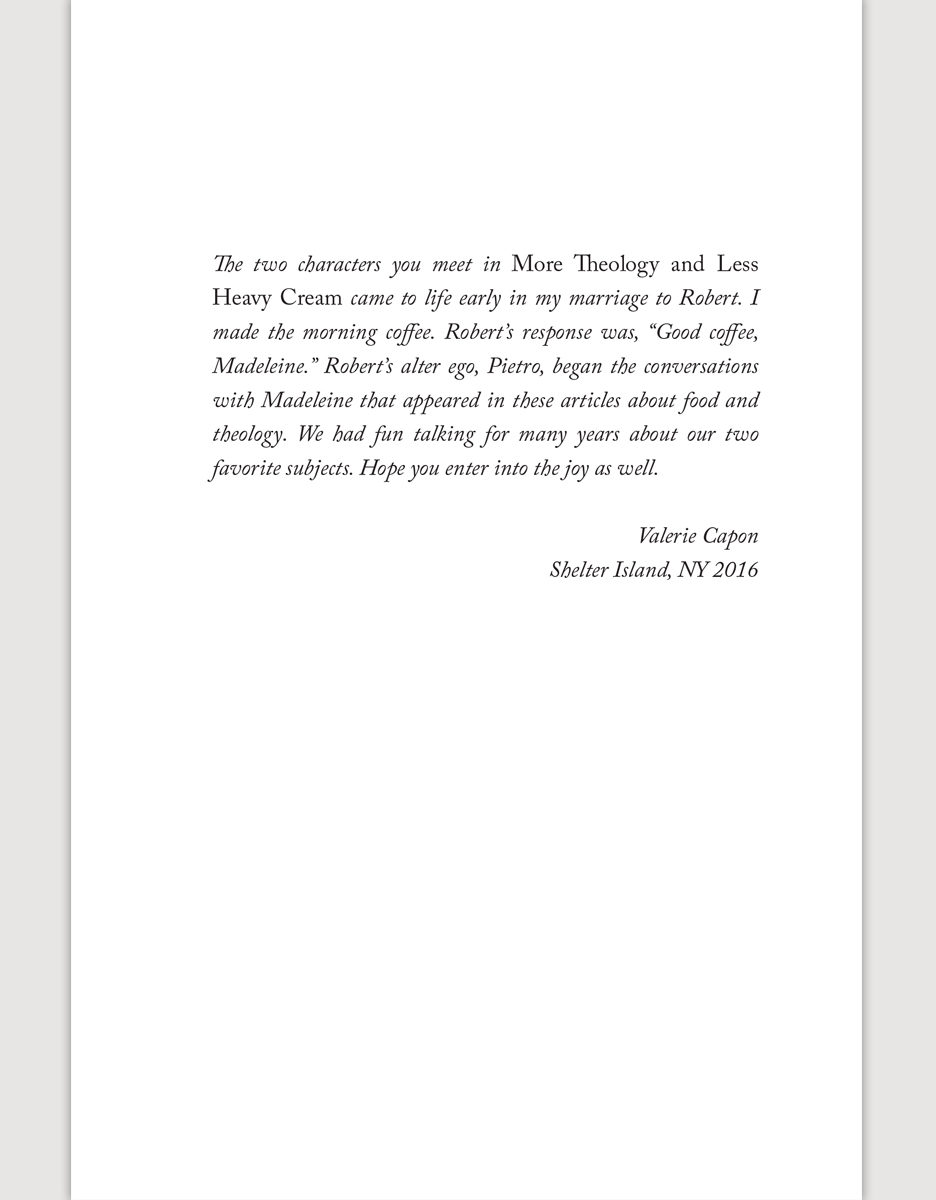 The two characters you meet in More Theology and Less
Heavy Cream came to life early in my marriage to Robert. I
made the morning coffee. Robert’s response was, “Good coffee,
Madeleine.” Robert’s alter ego, Pietro, began the conversations
with Madeleine that appeared in these articles about food and
theology. We had fun talking for many years about our two
favorite subjects. Hope you enter into the joy as well.
Valerie Capon
Shelter Island, NY 2016